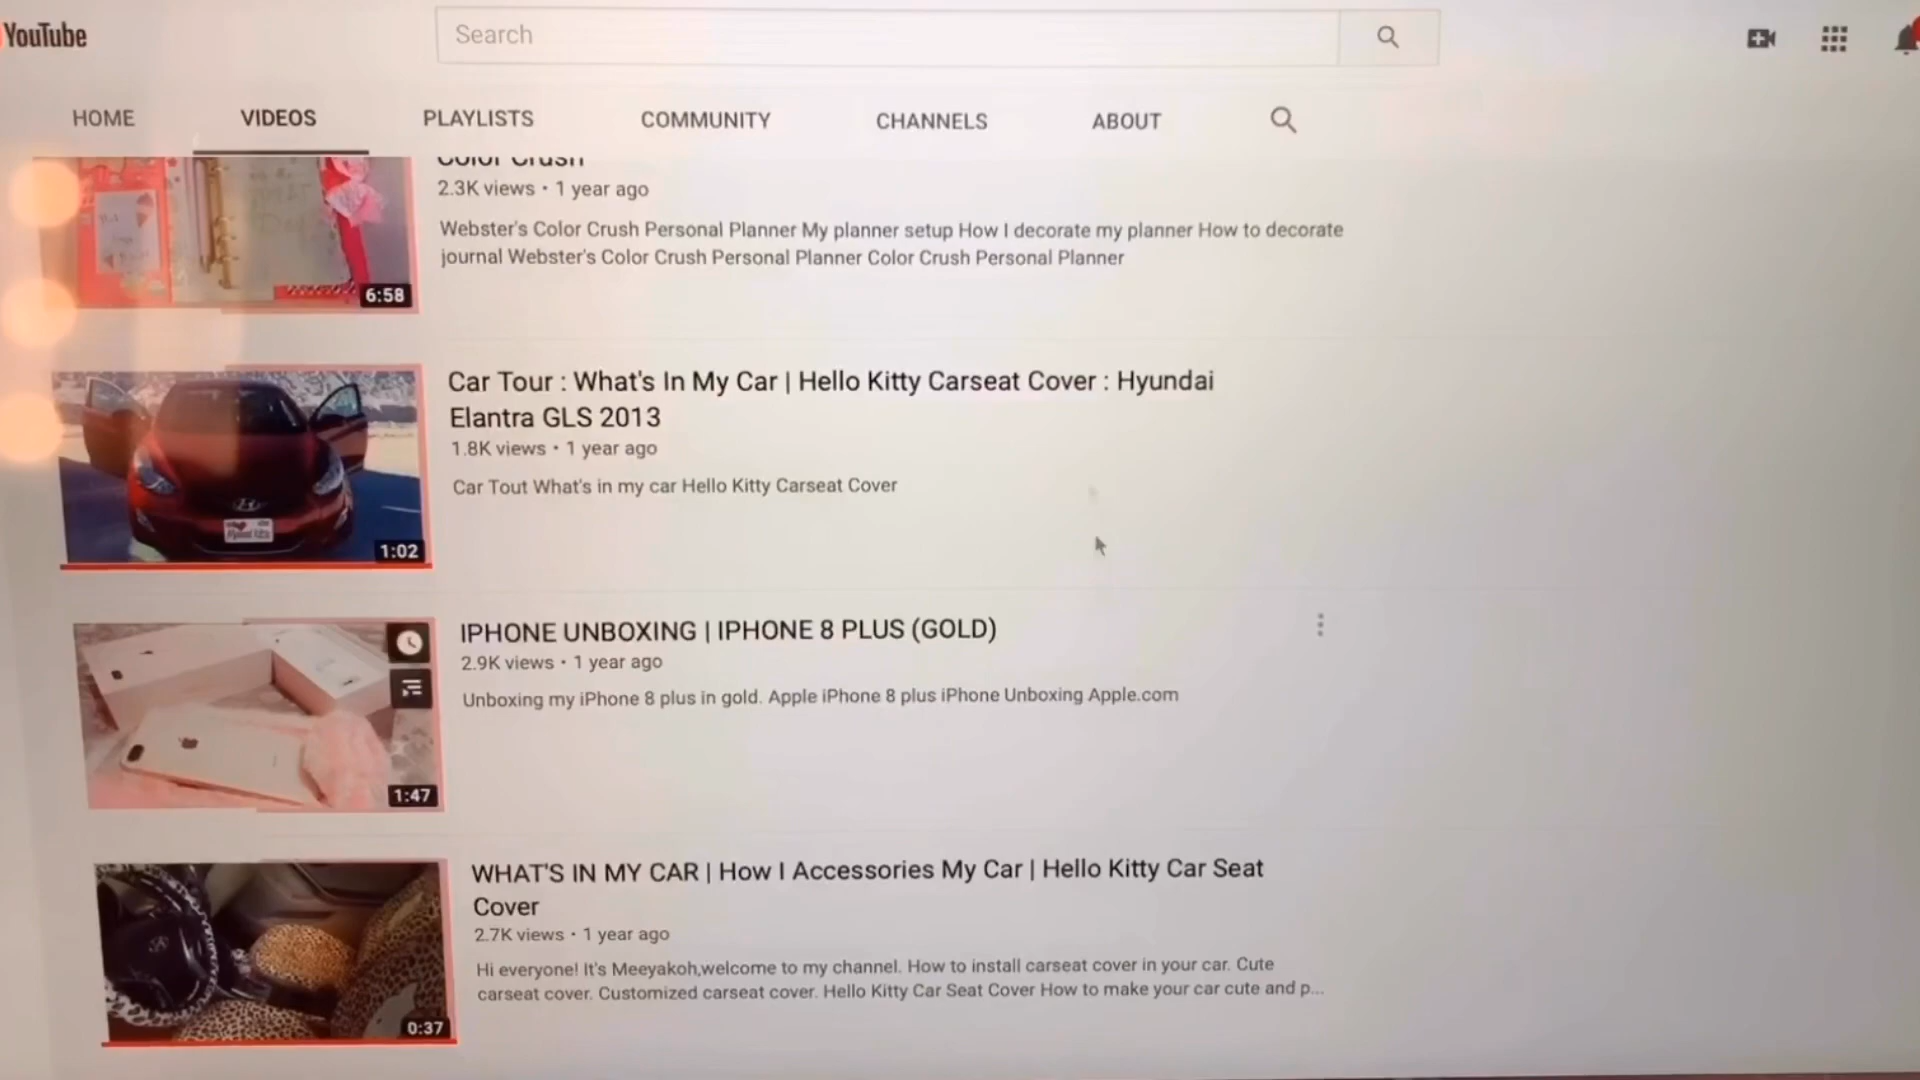 YouTube
Search
HOME
VIDEOS
PLAYLISTS
COMMUNITY
CHANNELS
ABOUT
Color Crush
2.3K views • 1 year ago
Webster's Color Crush Personal Planner My planner setup How I decorate my planner How to decorate
journal Webster's Color Crush Personal Planner Color Crush Personal Planner
6:58
Car Tour : What's In My Car | Hello Kitty Carseat Cover : Hyundai
Elantra GLS 2013
1.8K views • 1 year ago
Car Tout What's in my car Hello Kitty Carseat Cover
1:02
IPHONE UNBOXING | IPHONE 8 PLUS (GOLD)
2.9K views • 1 year ago
Unboxing my iPhone 8 plus in gold. Apple iPhone 8 plus iPhone Unboxing Apple.com
1:47
WHAT'S IN MY CAR | How I Accessories My Car | Hello Kitty Car Seat
Cover
2.7K views • 1 year ago
Hi everyone! It's Meeyakoh,welcome to my channel. How to install carseat cover in your car. Cute
carseat cover. Customized carseat cover. Hello Kitty Car Seat Cover How to make your car cute and p...
0:37